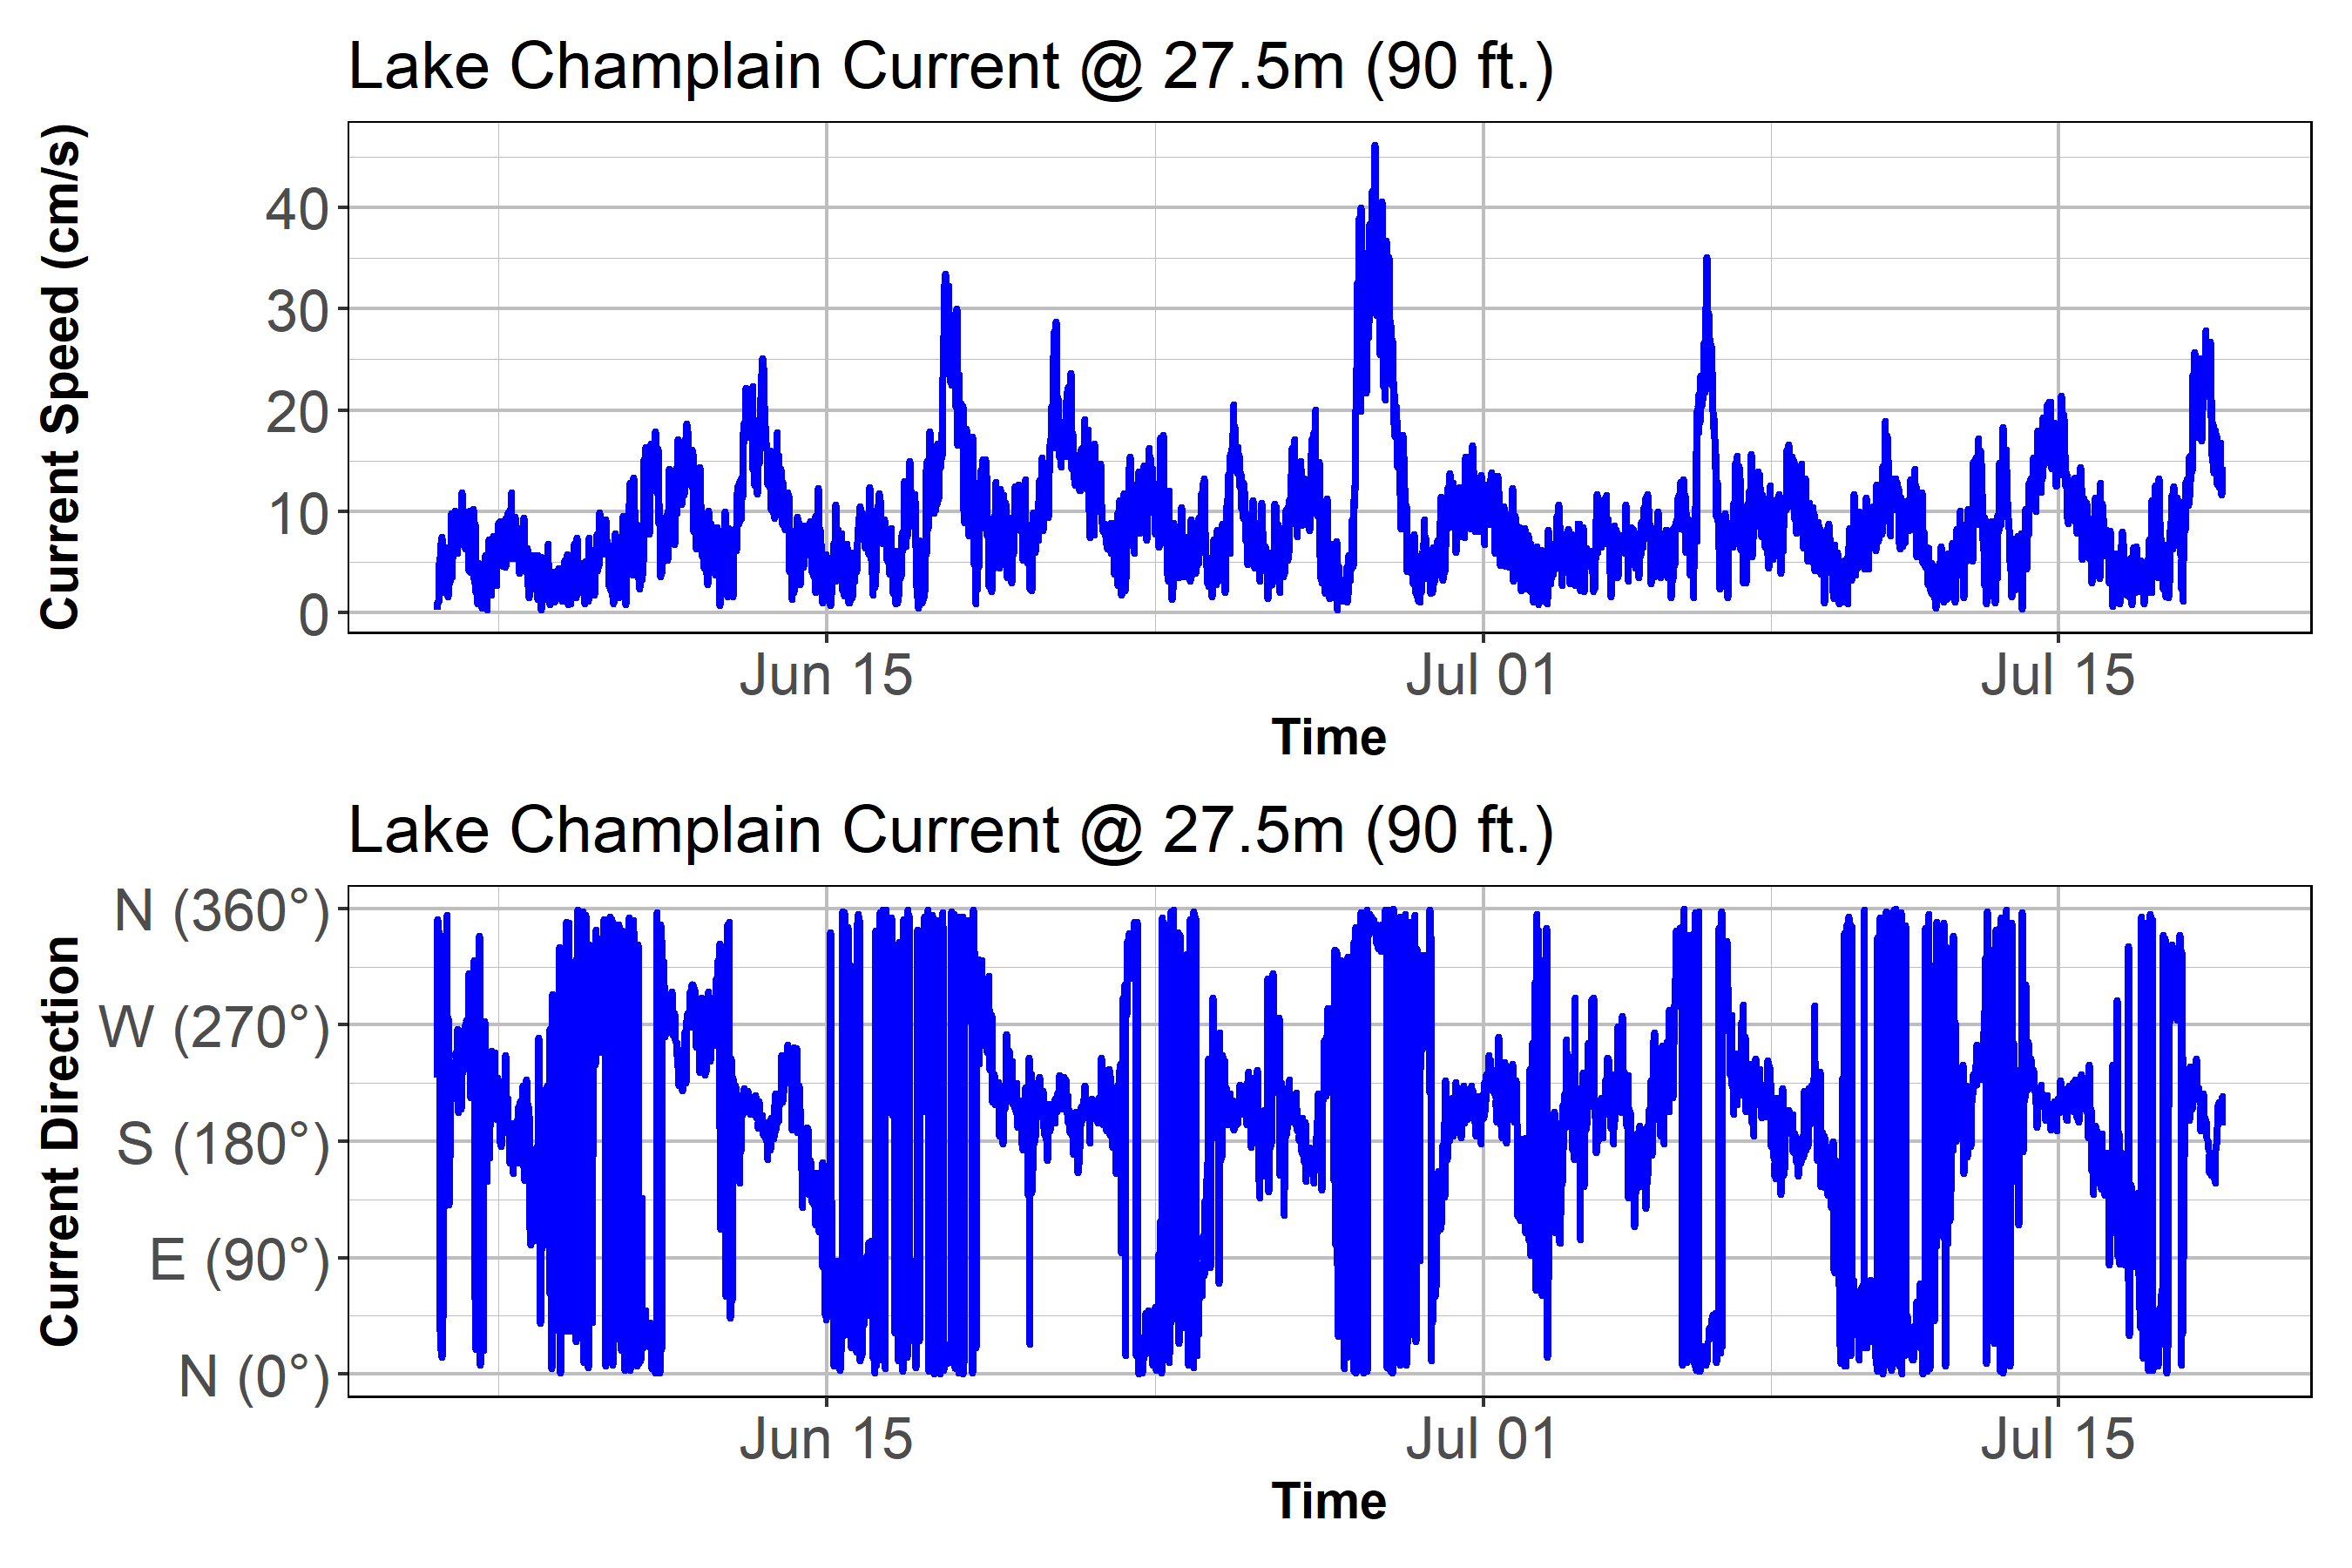 Lake Champlain Current @ 27.5m (90 ft.)
Current Speed (cm/s)
40
30
20
10
0
Jun 15 Jul 01 Jul 15
Time
Lake Champlain Current @ 27.5m (90 ft.)
Current Direction
N (360°)
W (270°)
S (180°)
E (90°)
N (0°)
Jun 15 Jul 01 Jul 15
Time